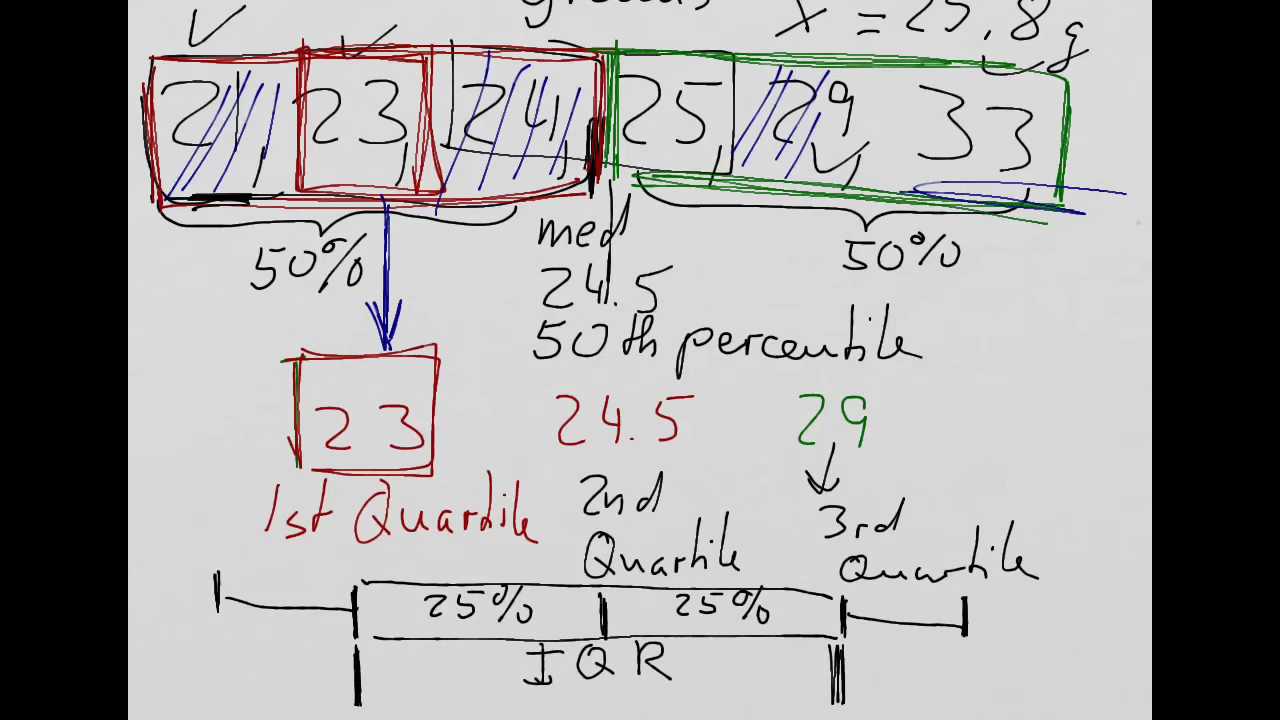 x = 25.8g
21, 23, 24, 25, 29, 33
50% med 50%
24.5
50th percentile
23 24.5 29
1st Quartile 2nd Quartile 3rd Quartile
25% 25%
IQR